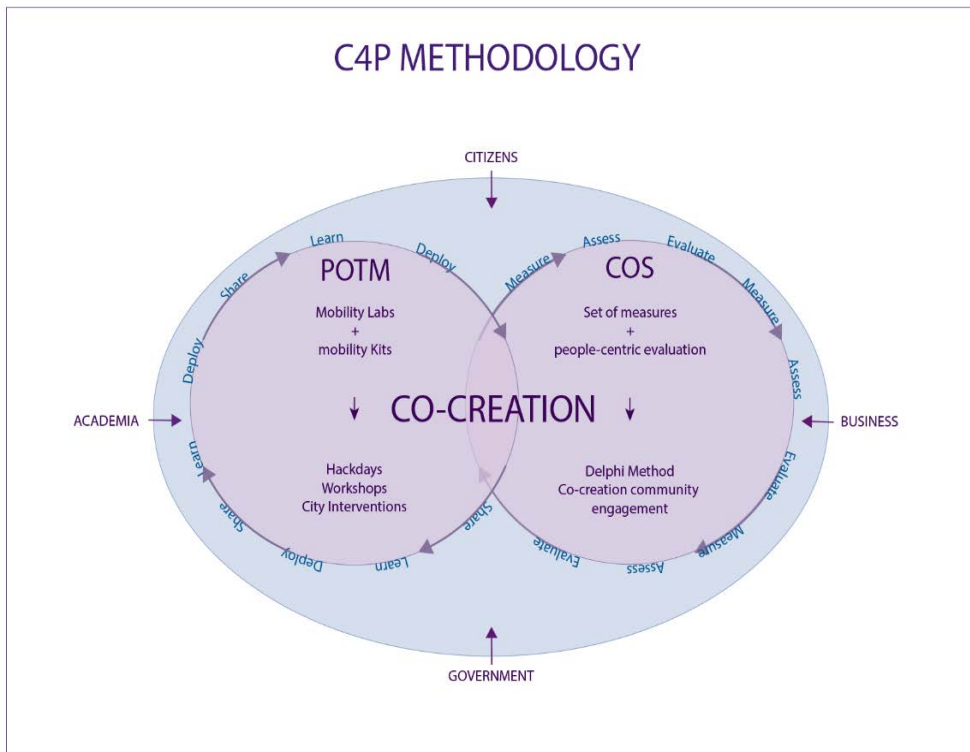 C4P METHODOLOGY
CITIZENS
Learn
Deploy
Share
Deploy
Measure
Assess
Evaluate
Measure
Assess
POTM
Mobility Labs
+
mobility Kits
COS
Set of measures
+
people-centric evaluation
ACADEMIA
CO-CREATION
BUSINESS
Hackdays
Workshops
City Interventions
Delphi Method
Co-creation community
engagement
Learn
Share
Deploy
Learn
Share
Evaluate
Assess
Measure
Evaluate
GOVERNMENT